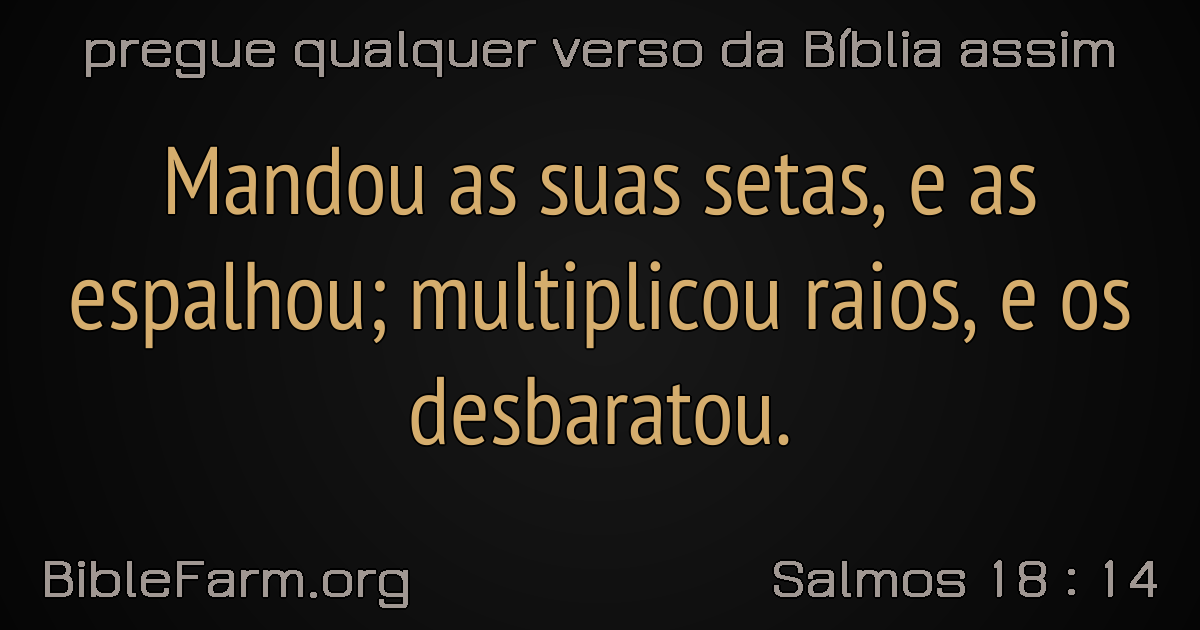 pregue qualquer verso da Bíblia assim
Mandou as suas setas, e as
espalhou; multiplicou raios, e os
desbaratou.
BibleFarm.org
Salmos 18 : 14